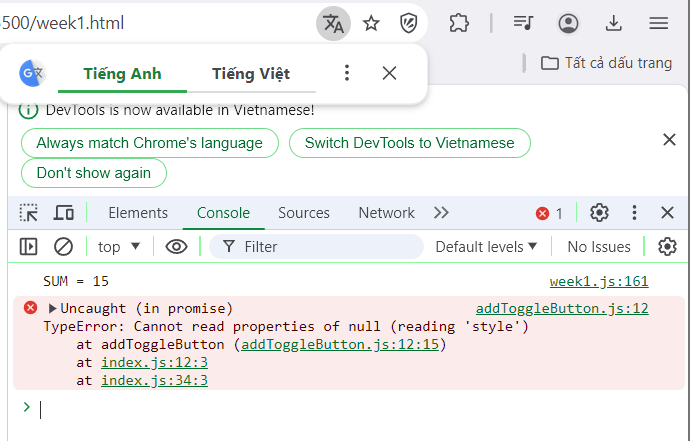 5500/week1.html
Tất cả dấu trang
Tiếng Anh Tiếng Việt
DevTools is now available in Vietnamese!
Always match Chrome's language Switch DevTools to Vietnamese
Don't show again
Elements Console Sources Network 1
top Filter Default levels No Issues
SUM = 15 week1.js:161
Uncaught (in promise) addToggleButton.js:12
TypeError: Cannot read properties of null (reading 'style')
at addToggleButton (addToggleButton.js:12:15)
at index.js:12:3
at index.js:34:3